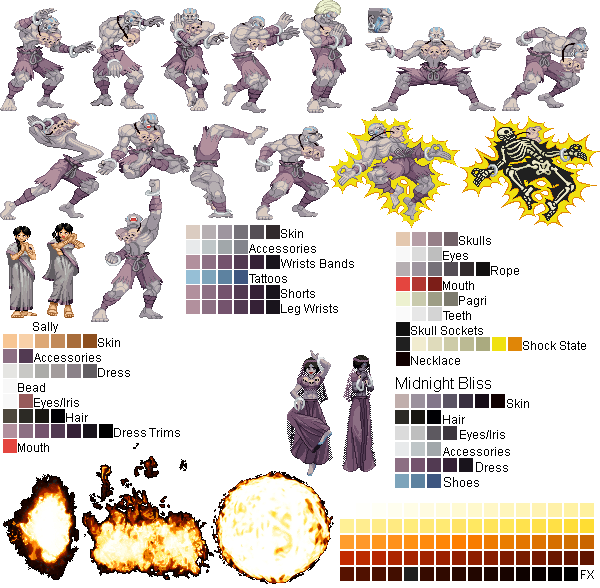 Skin
Accessories
Wrists Bands
Tattoos
Shorts
Leg Wrists
Skulls
Eyes
Rope
Mouth
Pagri
Teeth
Skull Sockets
Shock State
Necklace
Sally
Skin
Accessories
Dress
Bead
Eyes/Iris
Hair
Dress Trims
Mouth
Midnight Bliss
Skin
Hair
Eyes/Iris
Accessories
Dress
Shoes
FX